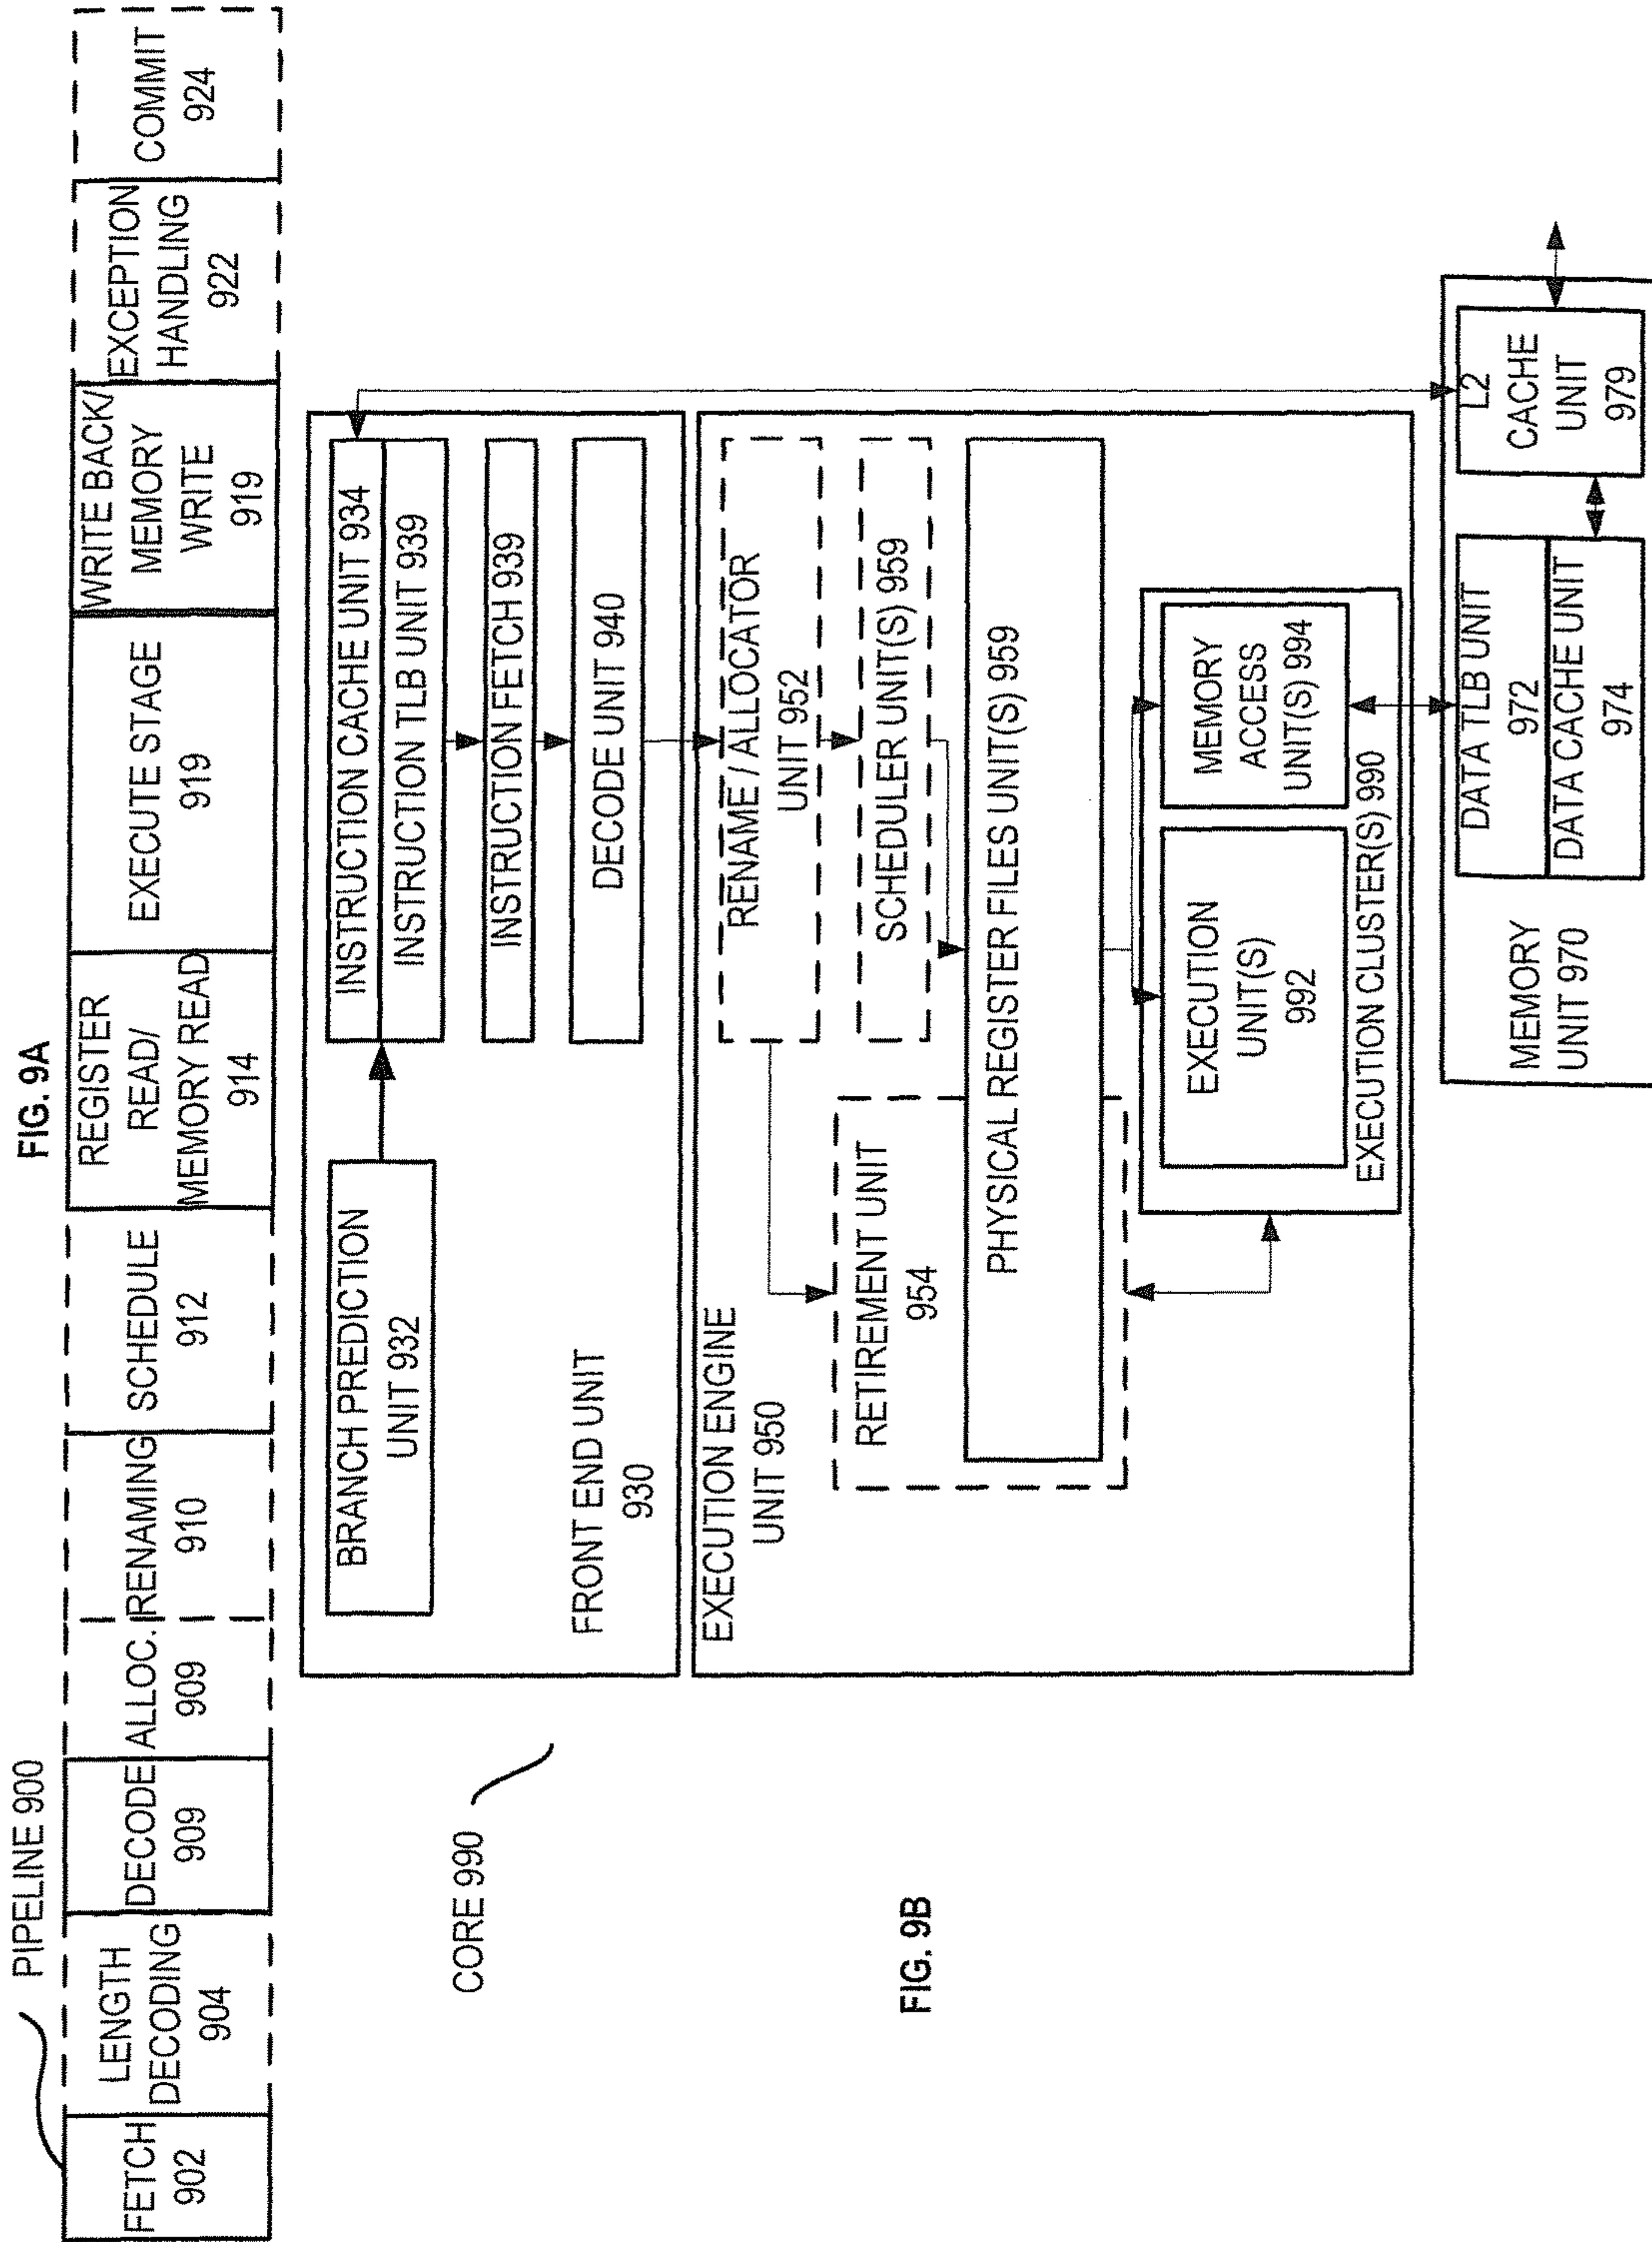 FIG. 9A
PIPELINE 900
FETCH
902
LENGTH
DECODING
904
DECODE
909
ALLOC.
909
RENAMING
910
SCHEDULE
912
REGISTER
READ/
MEMORY READ
914
EXECUTE STAGE
919
WRITE BACK/
MEMORY
WRITE
919
EXCEPTION
HANDLING
922
COMMIT
924
CORE 990
FIG. 9B
BRANCH PREDICTION
UNIT 932
INSTRUCTION CACHE UNIT 934
INSTRUCTION TLB UNIT 939
INSTRUCTION FETCH 939
DECODE UNIT 940
FRONT END UNIT
930
EXECUTION ENGINE
UNIT 950
RENAME / ALLOCATOR
UNIT 952
SCHEDULER UNIT(S) 959
RETIREMENT UNIT
954
PHYSICAL REGISTER FILES UNIT(S) 959
EXECUTION
UNIT(S)
992
MEMORY
ACCESS
UNIT(S) 994
EXECUTION CLUSTER(S) 990
MEMORY
UNIT 970
DATA TLB UNIT
972
DATA CACHE UNIT
974
L2
CACHE
UNIT
979